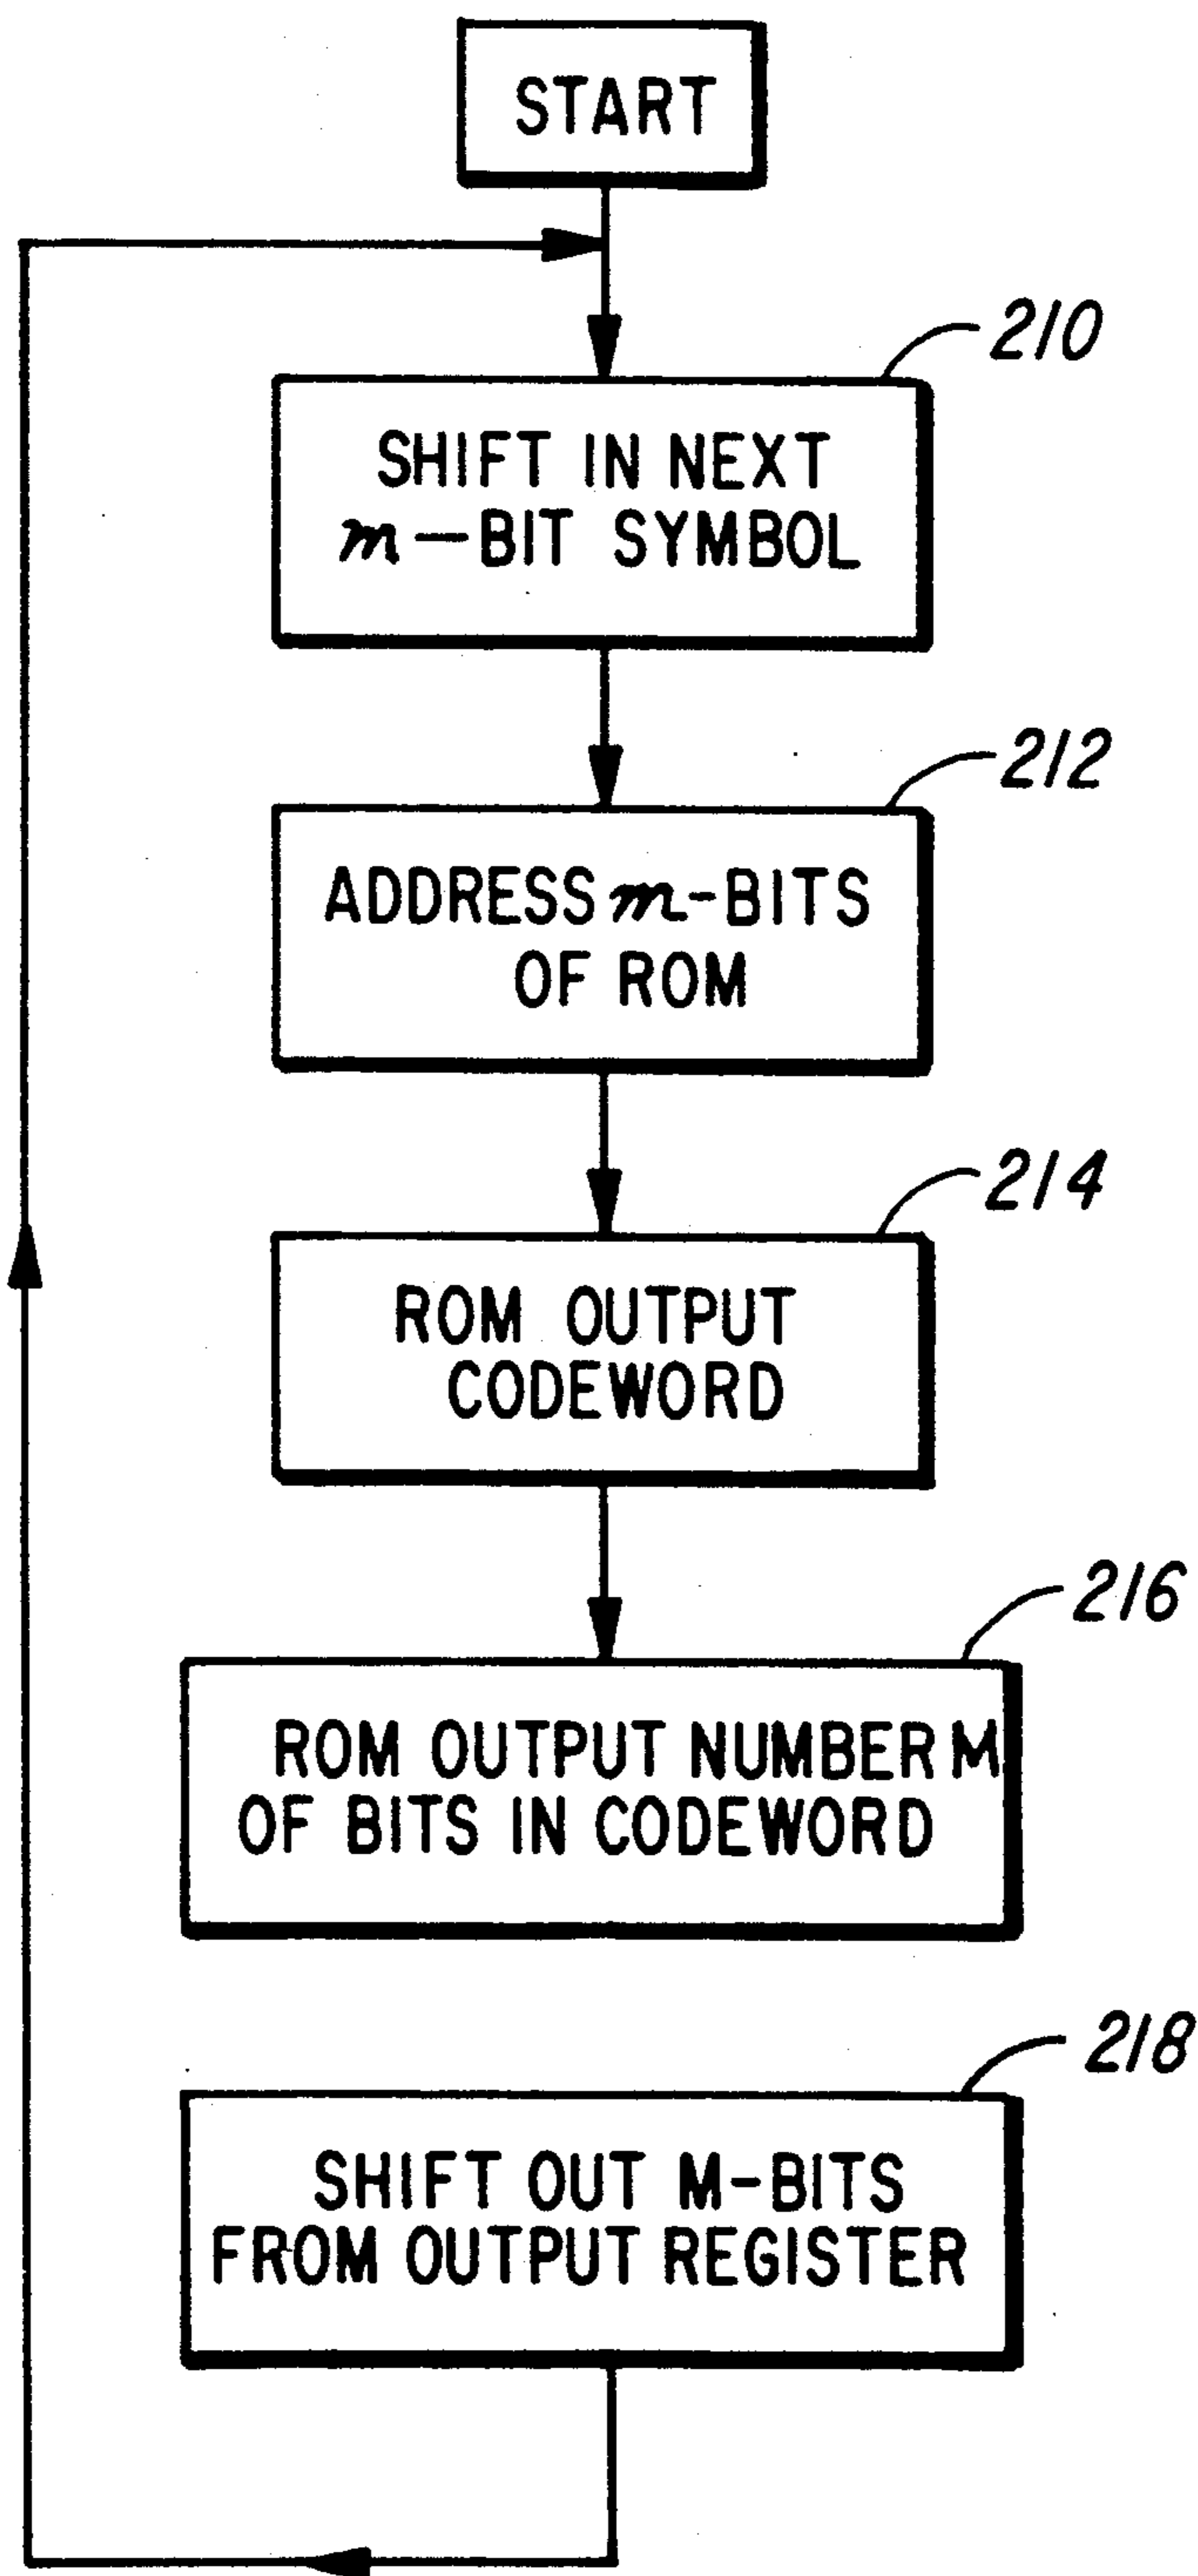 START
210
SHIFT IN NEXT
m-BIT SYMBOL
212
ADDRESS m-BITS
OF ROM
214
ROM OUTPUT
CODEWORD
216
ROM OUTPUT NUMBER M
OF BITS IN CODEWORD
218
SHIFT OUT M-BITS
FROM OUTPUT REGISTER